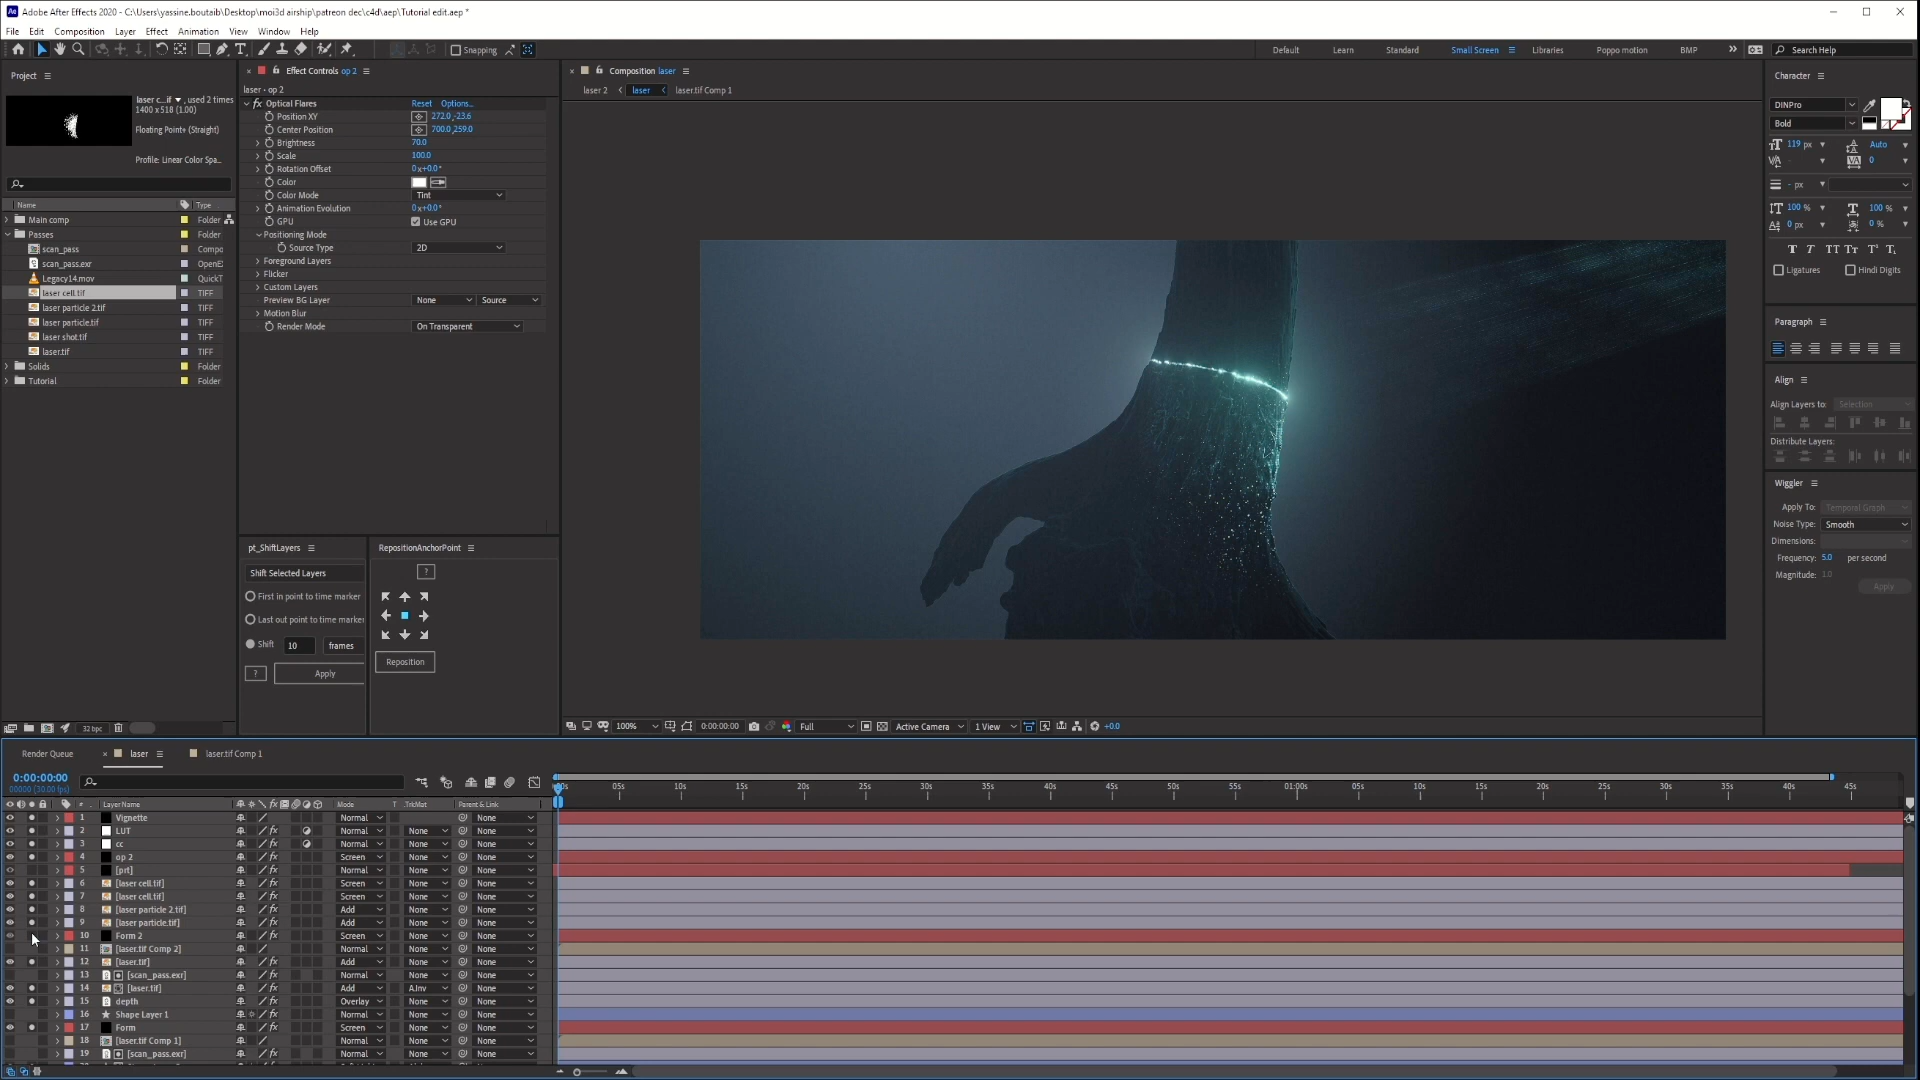 Adobe After Effects 2020 - C:\Users\yassine.boutaib\Desktop\moi3d airship\patreon dec\c4d\aep\Tutorial edit.aep *
File Edit Composition Layer Effect Animation View Window Help
Snapping
Default Learn Standard Small Screen Libraries Poppo motion BMP Search Help
Project
laser c...if, used 2 times
1400 x 518 (1.00)
Floating Point+ (Straight)
Profile: Linear Color Spa...
Name Type
Main comp Folder
Passes Folder
scan_pass Compo
scan_pass.exr OpenE
Legacy14.mov QuickT
laser cell.tif TIFF
laser particle 2.tif TIFF
laser particle.tif TIFF
laser shot.tif TIFF
laser.tif TIFF
Solids Folder
Tutorial Folder
32 bpc
Effect Controls op 2
laser • op 2
fx Optical Flares Reset Options...
Position XY 272.0,-23.6
Center Position 700.0,259.0
Brightness 70.0
Scale 100.0
Rotation Offset 0x+0.0°
Color
Color Mode Tint
Animation Evolution 0x+0.0°
GPU Use GPU
Positioning Mode
Source Type 2D
Foreground Layers
Flicker
Custom Layers
Preview BG Layer None Source
Motion Blur
Render Mode On Transparent
pt_ShiftLayers
Shift Selected Layers
First in point to time marker
Last out point to time marker
Shift 10 frames
? Apply
RepositionAnchorPoint
?
Reposition
Composition laser
laser 2 laser laser.tif Comp 1
100% 0:00:00:00 Full Active Camera 1 View +0.0
Character
DINPro
Bold
119 px Auto
0
- px
100 % 100 %
0 px 0 %
T T TT Tt T¹ T₁
Ligatures Hindi Digits
Paragraph
Align
Align Layers to: Selection
Distribute Layers:
Wiggler
Apply To: Temporal Graph
Noise Type: Smooth
Dimensions:
Frequency: 5.0 per second
Magnitude: 1.0
Apply
Render Queue laser laser.tif Comp 1
0:00:00:00
00000 (30.00 fps)
05s 10s 15s 20s 25s 30s 35s 40s 45s 50s 55s 01:00s 05s 10s 15s 20s 25s 30s 35s 40s 45s
# Layer Name Mode T .TrkMat Parent & Link
1 Vignette Normal None
2 LUT Normal None None
3 cc Normal None None
4 op 2 Screen None None
5 [prt] Normal None None
6 [laser cell.tif] Screen None None
7 [laser cell.tif] Screen None None
8 [laser particle 2.tif] Add None None
9 [laser particle.tif] Add None None
10 Form 2 Screen None None
11 [laser.tif Comp 2] Normal None None
12 [laser.tif] Add None None
13 [scan_pass.exr] Normal None None
14 [laser.tif] Add A.Inv None
15 depth Overlay None None
16 Shape Layer 1 Normal None None
17 Form Screen None None
18 [laser.tif Comp 1] Normal None None
19 [scan_pass.exr] Normal None None